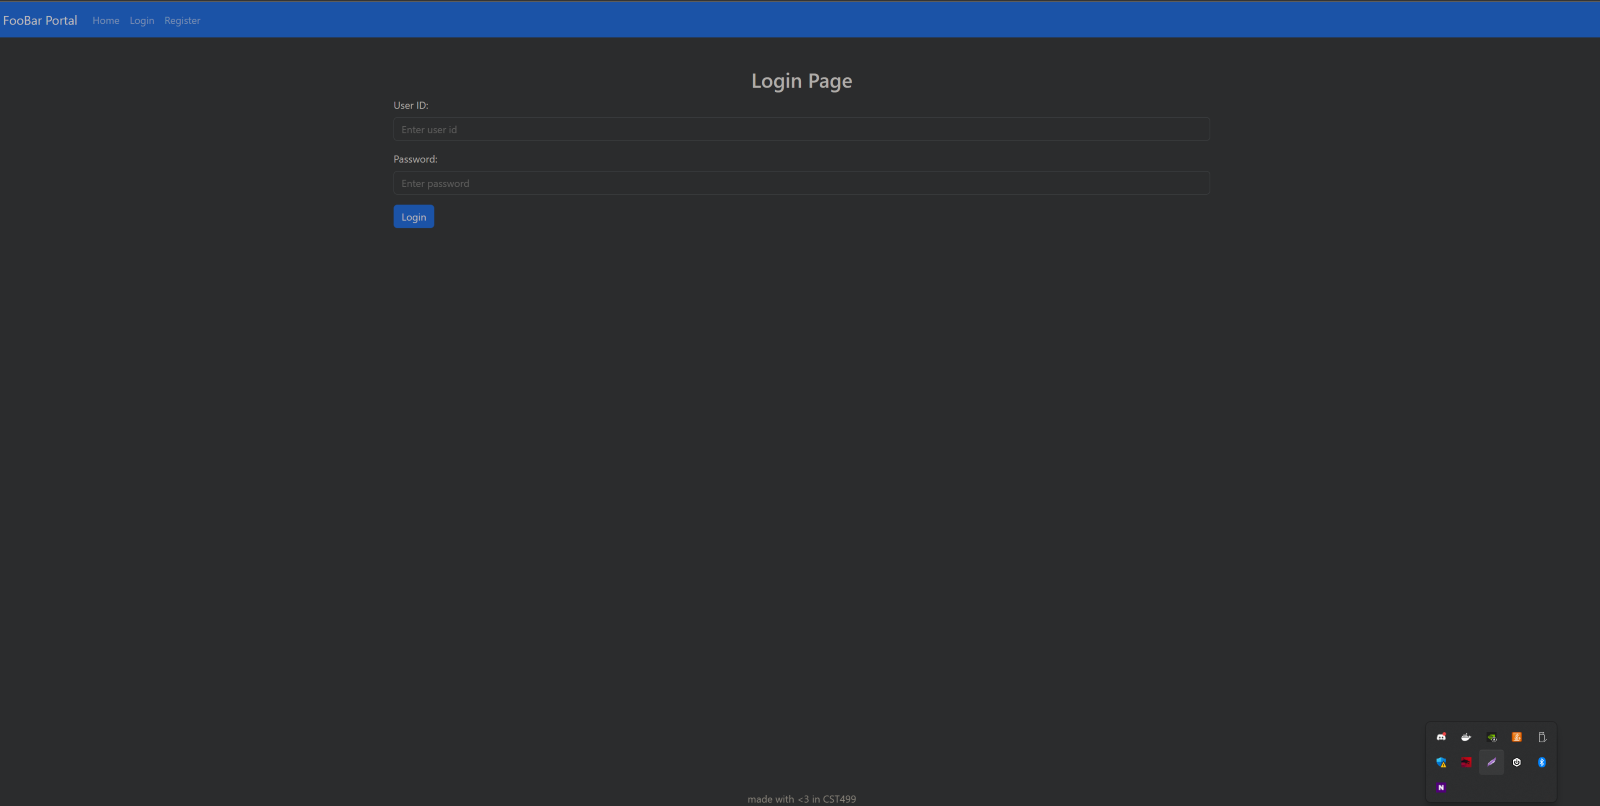 FooBar Portal Home Login Register
Login Page
User ID:
Enter user id
Password:
Enter password
Login
made with <3 in CST499
N